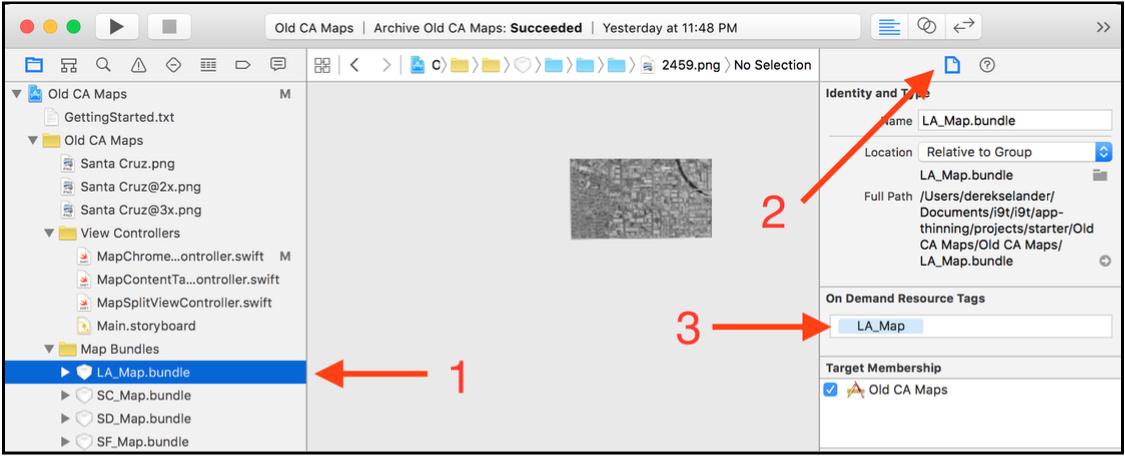 Old CA Maps | Archive Old CA Maps: Succeeded | Yesterday at 11:48 PM
Old CA Maps M
GettingStarted.txt
Old CA Maps
Santa Cruz.png
Santa Cruz@2x.png
Santa Cruz@3x.png
View Controllers
MapChrome...ontroller.swift M
MapContentTa...ontroller.swift
MapSplitViewController.swift
Main.storyboard
Map Bundles
LA_Map.bundle
SC_Map.bundle
SD_Map.bundle
SF_Map.bundle
1
C 2459.png No Selection
2
Identity and Type
Name LA_Map.bundle
Location Relative to Group
LA_Map.bundle
Full Path /Users/derekselander/
Documents/i9t/i9t/app-
thinning/projects/starter/Old
CA Maps/Old CA Maps/
LA_Map.bundle
3
On Demand Resource Tags
LA_Map
Target Membership
Old CA Maps